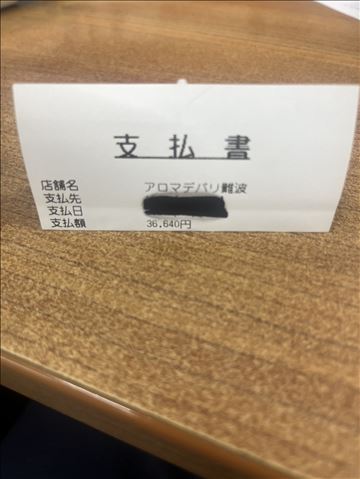 支払書
店舗名 アロマデバリ難波
支払先
支払日
支払額 36,640円